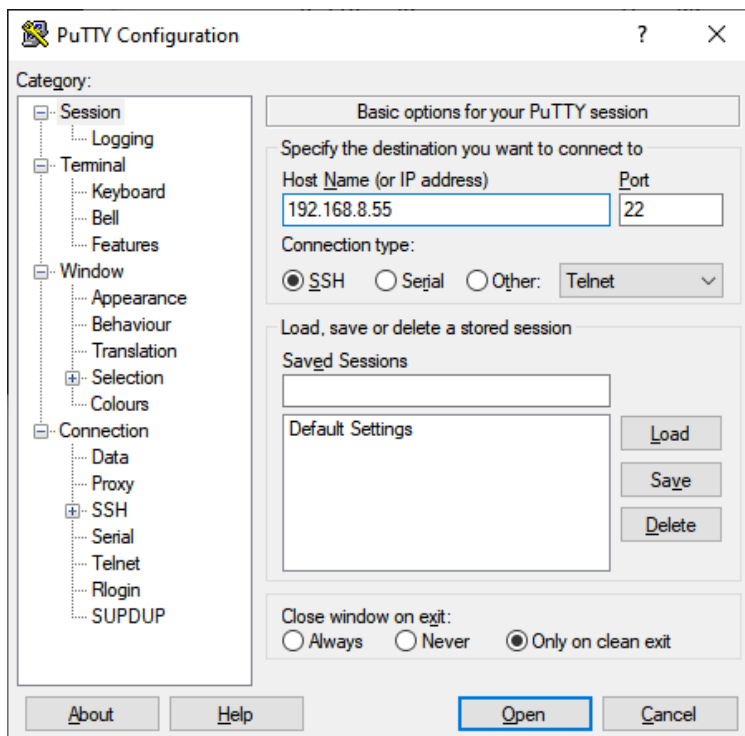 PuTTY Configuration
?
Category:
Session
Logging
Terminal
Keyboard
Bell
Features
Window
Appearance
Behaviour
Translation
Selection
Colours
Connection
Data
Proxy
SSH
Serial
Telnet
Rlogin
SUPDUP
Basic options for your PuTTY session
Specify the destination you want to connect to
Host Name (or IP address) Port
192.168.8.55 22
Connection type:
SSH Serial Other: Telnet
Load, save or delete a stored session
Saved Sessions
Default Settings
Load
Save
Delete
Close window on exit:
Always Never Only on clean exit
About Help Open Cancel